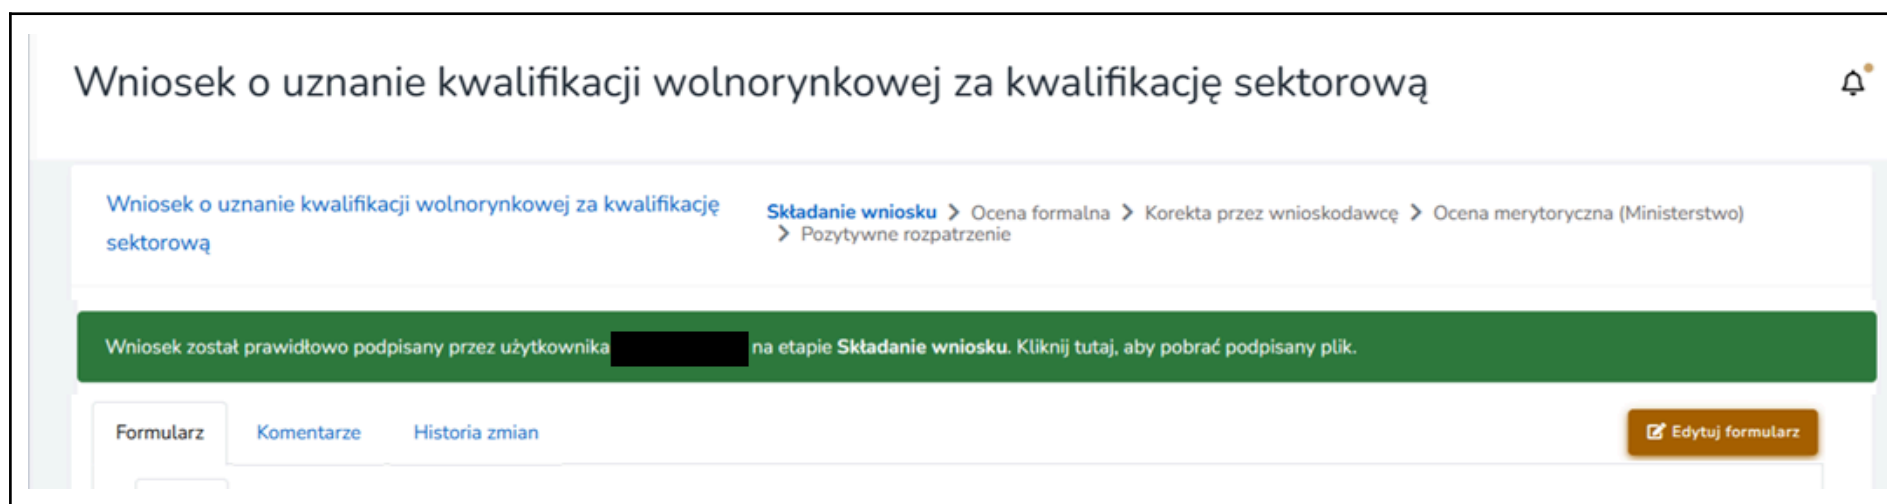 Wniosek o uznanie kwalifikacji wolnorynkowej za kwalifikację sektorową
Wniosek o uznanie kwalifikacji wolnorynkowej za kwalifikację
sektorową
Składanie wniosku > Ocena formalna > Korekta przez wnioskodawcę > Ocena merytoryczna (Ministerstwo)
> Pozytywne rozpatrzenie
Wniosek został prawidłowo podpisany przez użytkownika na etapie Składanie wniosku. Kliknij tutaj, aby pobrać podpisany plik.
Formularz Komentarze Historia zmian Edytuj formularz